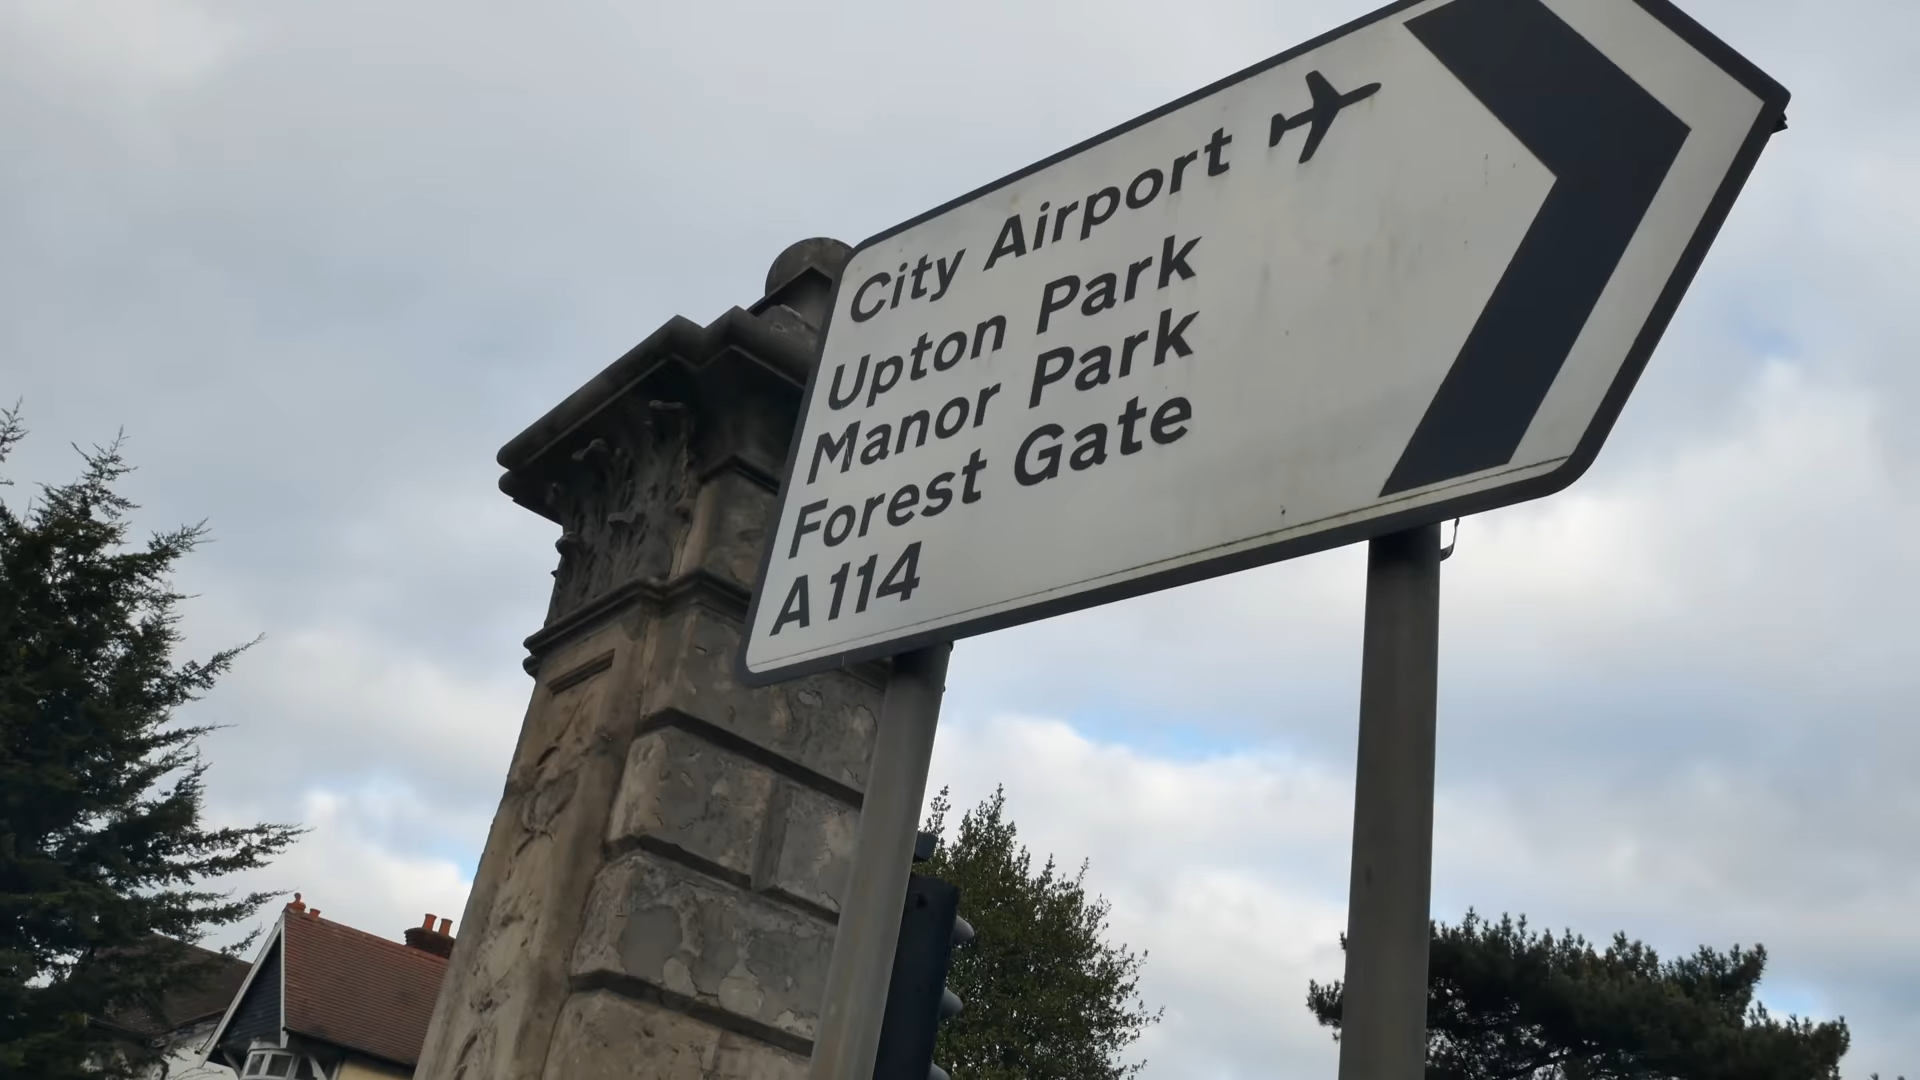 City Airport
Upton Park
Manor Park
Forest Gate
A114